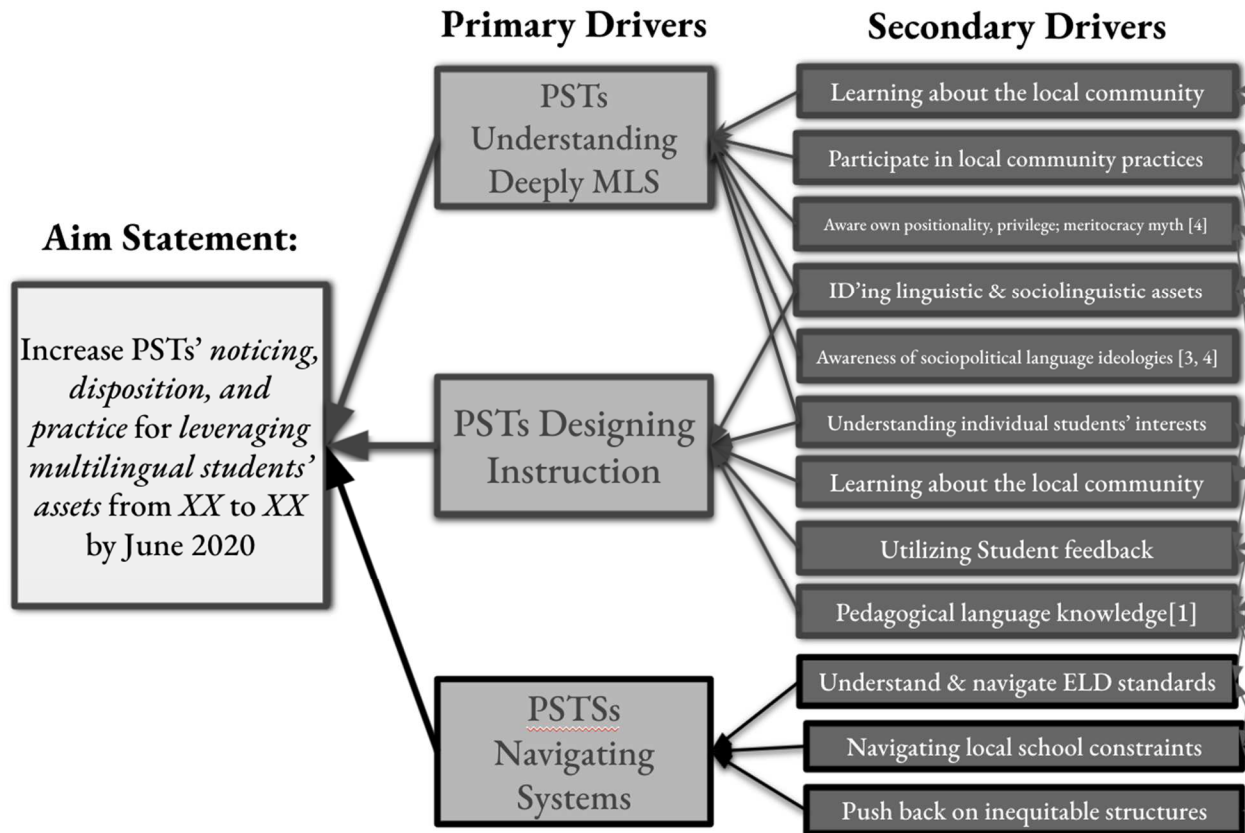 Primary Drivers
Secondary Drivers
Aim Statement:
Increase PSTs’ noticing,
disposition, and
practice for leveraging
multilingual students’
assets from XX to XX
by June 2020
PSTs
Understanding
Deeply MLS
PSTs Designing
Instruction
PSTSs
Navigating
Systems
Learning about the local community
Participate in local community practices
Aware own positionality, privilege; meritocracy myth [4]
ID’ing linguistic & sociolinguistic assets
Awareness of sociopolitical language ideologies [3, 4]
Understanding individual students’ interests
Learning about the local community
Utilizing Student feedback
Pedagogical language knowledge[1]
Understand & navigate ELD standards
Navigating local school constraints
Push back on inequitable structures